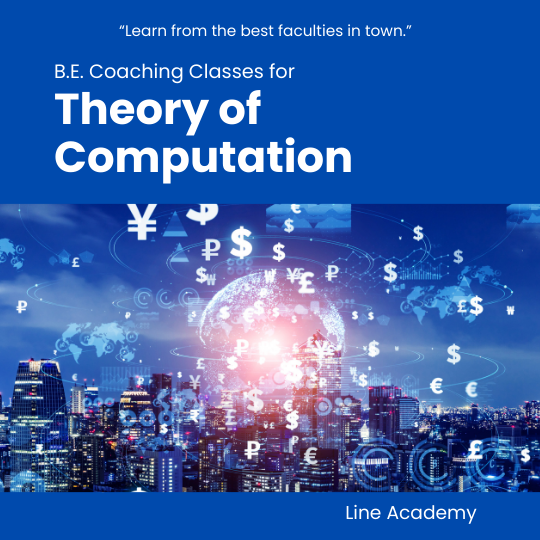 “Learn from the best faculties in town.”
B.E. Coaching Classes for
Theory of
Computation
Line Academy